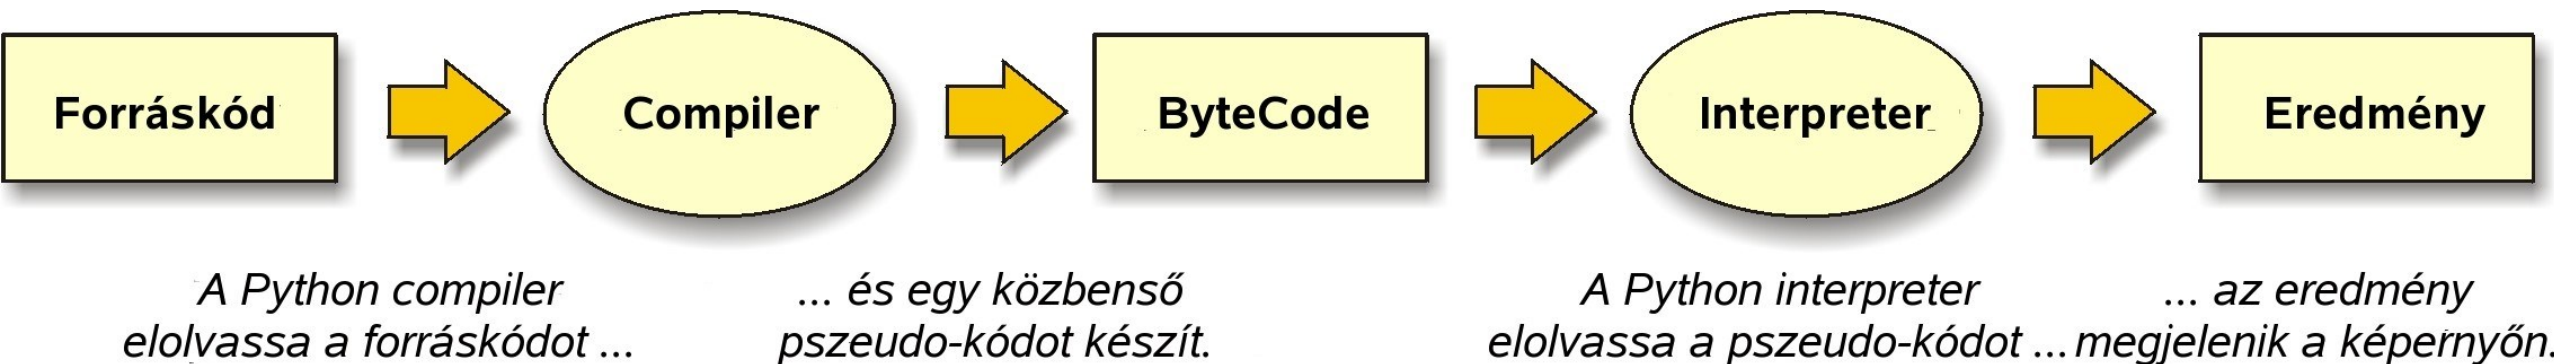 Forráskód
Compiler
ByteCode
Interpreter
Eredmény
A Python compiler
elolvassa a forráskódot ...
... és egy közbenső
pszeudo-kódot készít.
A Python interpreter
elolvassa a pszeudo-kódot ...
... az eredmény
megjelenik a képernyőn.